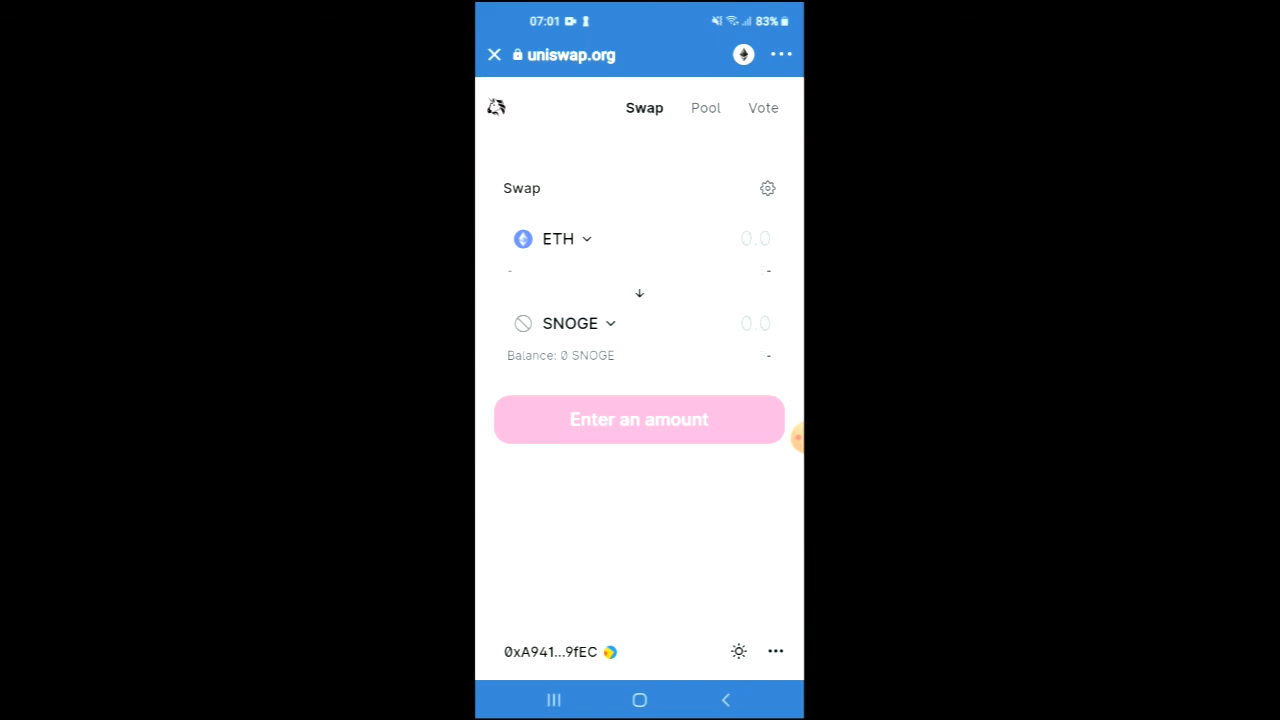 07:01 83%
uniswap.org
Swap Pool Vote
Swap
ETH 0.0
- -
SNOGE 0.0
Balance: 0 SNOGE -
Enter an amount
0xA941...9fEC